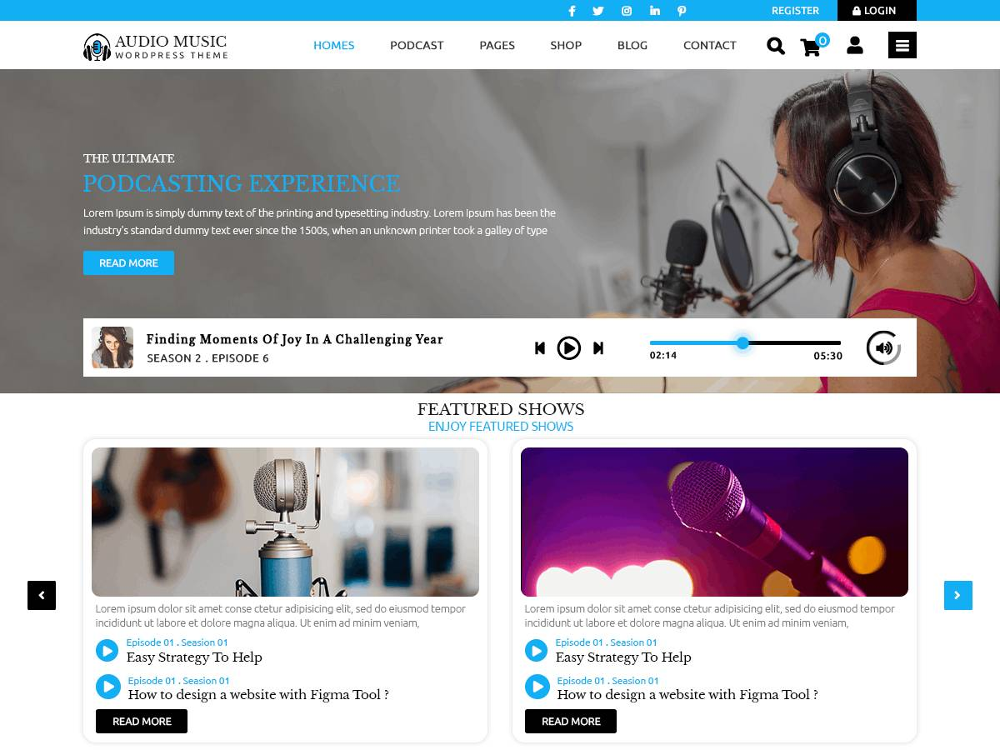 REGISTER
LOGIN
AUDIO MUSIC
WORDPRESS THEME
HOMES
PODCAST
PAGES
SHOP
BLOG
CONTACT
0
THE ULTIMATE
PODCASTING EXPERIENCE
Lorem Ipsum is simply dummy text of the printing and typesetting industry. Lorem Ipsum has been the
industry's standard dummy text ever since the 1500s, when an unknown printer took a galley of type
READ MORE
Finding Moments Of Joy In A Challenging Year
SEASON 2 . EPISODE 6
02:14
05:30
FEATURED SHOWS
ENJOY FEATURED SHOWS
Lorem ipsum dolor sit amet conse ctetur adipisicing elit, sed do eiusmod tempor
incididunt ut labore et dolore magna aliqua. Ut enim ad minim veniam,
Episode 01 . Seasion 01
Easy Strategy To Help
Episode 01 . Seasion 01
How to design a website with Figma Tool ?
READ MORE
Lorem ipsum dolor sit amet conse ctetur adipisicing elit, sed do eiusmod tempor
incididunt ut labore et dolore magna aliqua. Ut enim ad minim veniam,
Episode 01 . Seasion 01
Easy Strategy To Help
Episode 01 . Seasion 01
How to design a website with Figma Tool ?
READ MORE